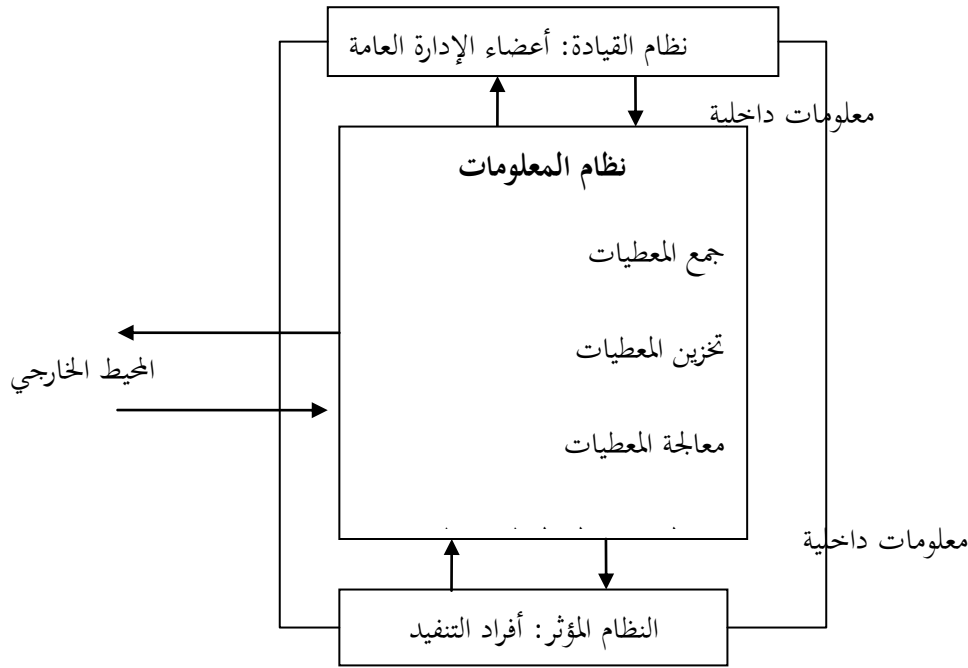 نظام القيادة: أعضاء الإدارة العامة
معلومات داخلية
نظام المعلومات
جمع المعطيات
تخزين المعطيات
المحيط الخارجي
معالجة المعطيات
معلومات داخلية
النظام المؤثر: أفراد التنفيد